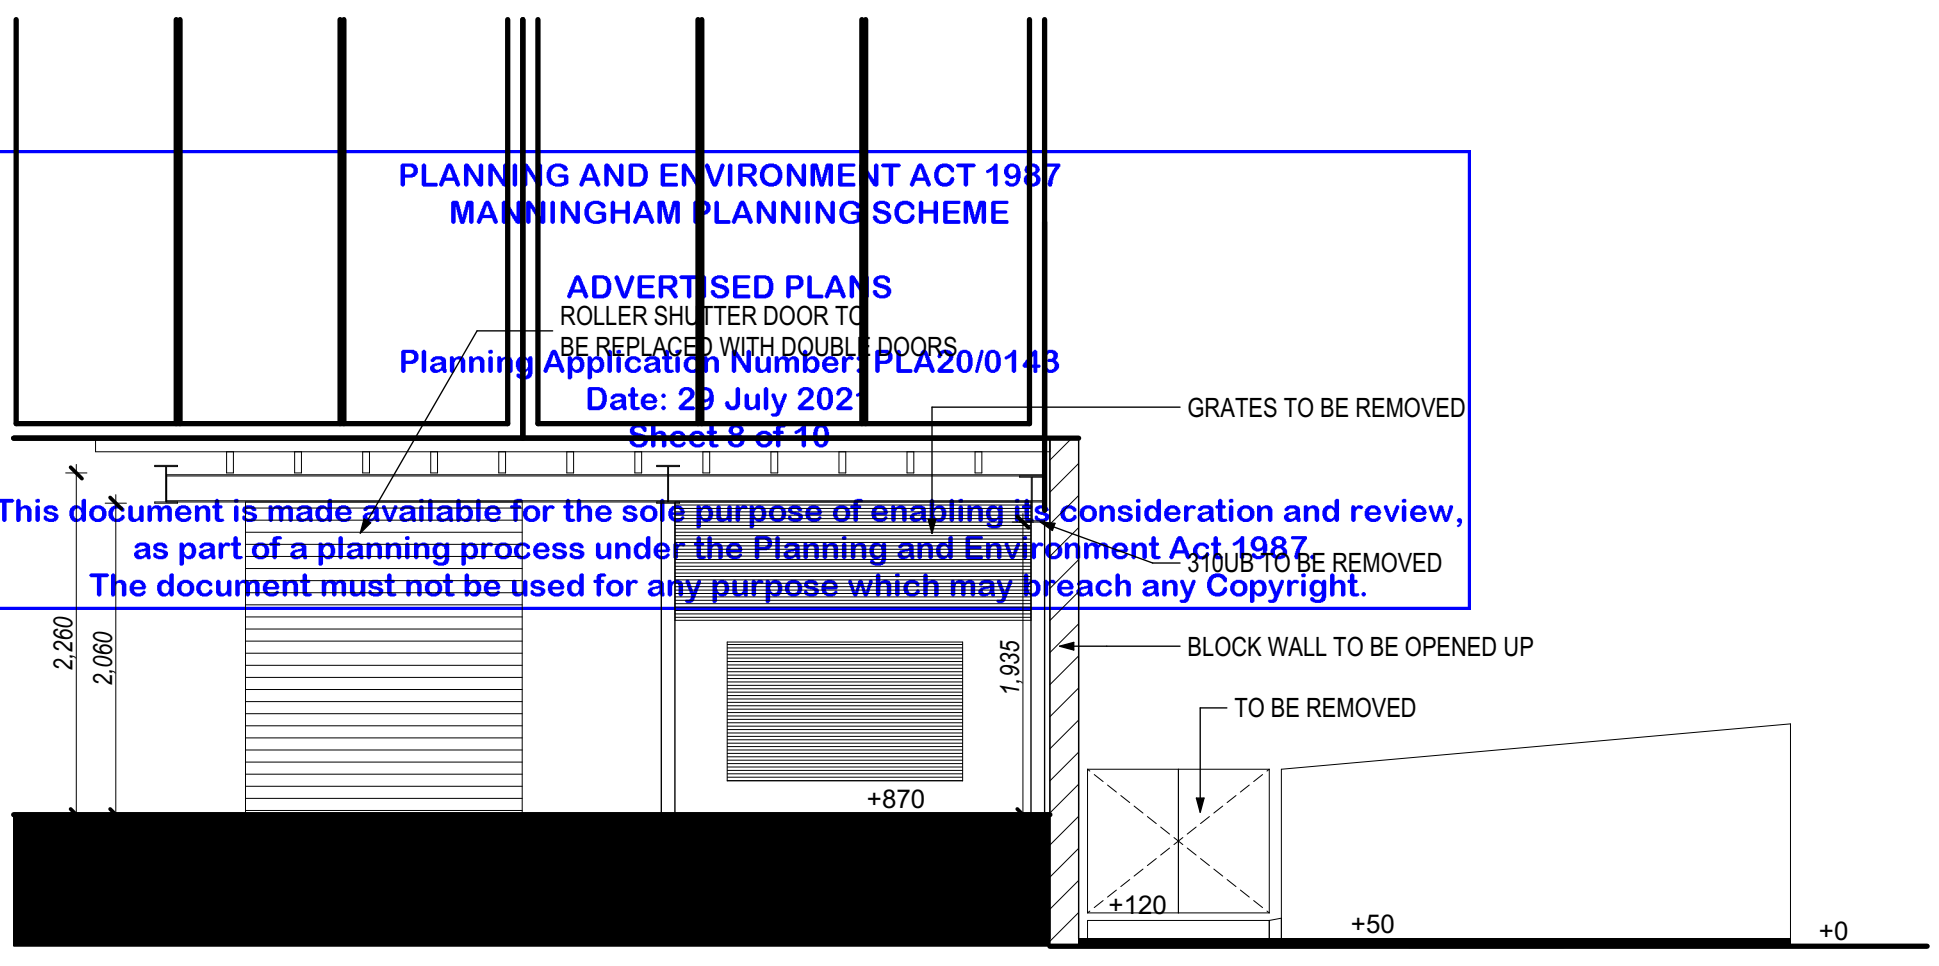 PLANNING AND ENVIRONMENT ACT 1987
MANNINGHAM PLANNING SCHEME
ADVERTISED PLANS
ROLLER SHUTTER DOOR TO
BE REPLACED WITH DOUBLE DOORS
Planning Application Number: PLA20/0143
Date: 29 July 2021
Sheet 8 of 10
GRATES TO BE REMOVED
This document is made available for the sole purpose of enabling its consideration and review,
as part of a planning process under the Planning and Environment Act 1987.
The document must not be used for any purpose which may breach any Copyright.
310UB TO BE REMOVED
2,260
2,060
1,935
BLOCK WALL TO BE OPENED UP
TO BE REMOVED
+870
+120
+50
+0